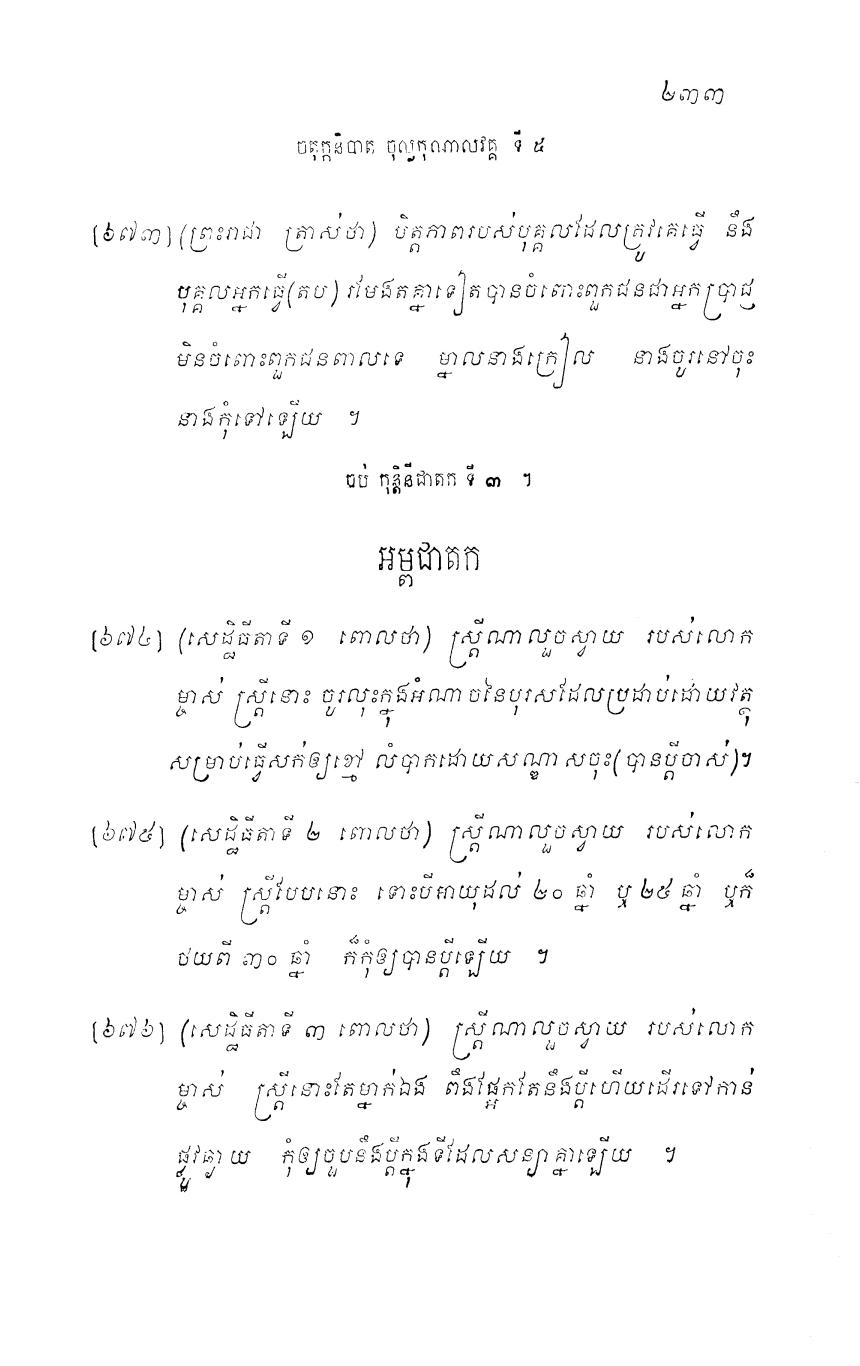 ២៣៣
ចតុក្កនិបាត ចុល្លកុណាលវគ្គ ទី ៥
[៦៧៣] (ព្រះរាជា ត្រាស់ថា) មិត្តភាពរបស់បុគ្គលដែលត្រូវគេធ្វើ នឹង
បុគ្គលអ្នកធ្វើ(តប) រមែងតគ្នាទៀតបានចំពោះពួកជនជាអ្នកប្រាជ្ញ
មិនចំពោះពួកជនពាលទេ ម្នាលនាងក្រៀល នាងចូរនៅចុះ
នាងកុំទៅឡើយ ។
ចប់ កុន្តិនីជាតក ទី ៣ ។
អម្ពជាតក
[៦៧៤] (សេដ្ឋិធីតាទី ១ ពោលថា) ស្ត្រីណាលួចស្វាយ របស់លោក
ម្ចាស់ ស្ត្រីនោះ ចូរលុះក្នុងអំណាចនៃបុរសដែលប្រដាប់ដោយវត្ថុ
សម្រាប់ធ្វើសក់ឲ្យខ្មៅ លំបាកដោយសណ្ឌាសចុះ(បានប្តីចាស់)។
[៦៧៥] (សេដ្ឋិធីតាទី ២ ពោលថា) ស្ត្រីណាលួចស្វាយ របស់លោក
ម្ចាស់ ស្ត្រីបែបនោះ ទោះបីអាយុដល់ ២០ ឆ្នាំ ឬ ២៥ ឆ្នាំ ឬក៏
ថយពី ៣០ ឆ្នាំ ក៏កុំឲ្យបានប្តីឡើយ ។
[៦៧៦] (សេដ្ឋិធីតាទី ៣ ពោលថា) ស្ត្រីណាលួចស្វាយ របស់លោក
ម្ចាស់ ស្ត្រីនោះតែម្នាក់ឯង ពឹងផ្អែកតែនឹងប្តីហើយដើរទៅកាន់
ផ្លូវឆ្ងាយ កុំឲ្យចួបនឹងប្តីក្នុងទីដែលសន្យាគ្នាឡើយ ។